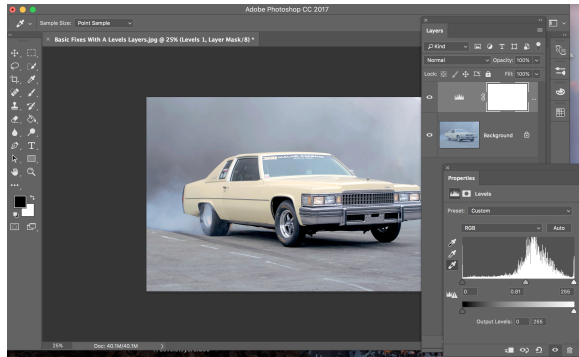 Adobe Photoshop CC 2017
Sample Size: Point Sample
× Basic Fixes With A Levels Layers.jpg @ 25% (Levels 1, Layer Mask/8) *
Layers
Kind
Normal
Opacity: 100%
Lock:
Fill: 100%
Background
Properties
Levels
Preset: Custom
RGB
Auto
0
0.81
255
Output Levels: 0 255
25%
Doc: 40.1M/40.1M